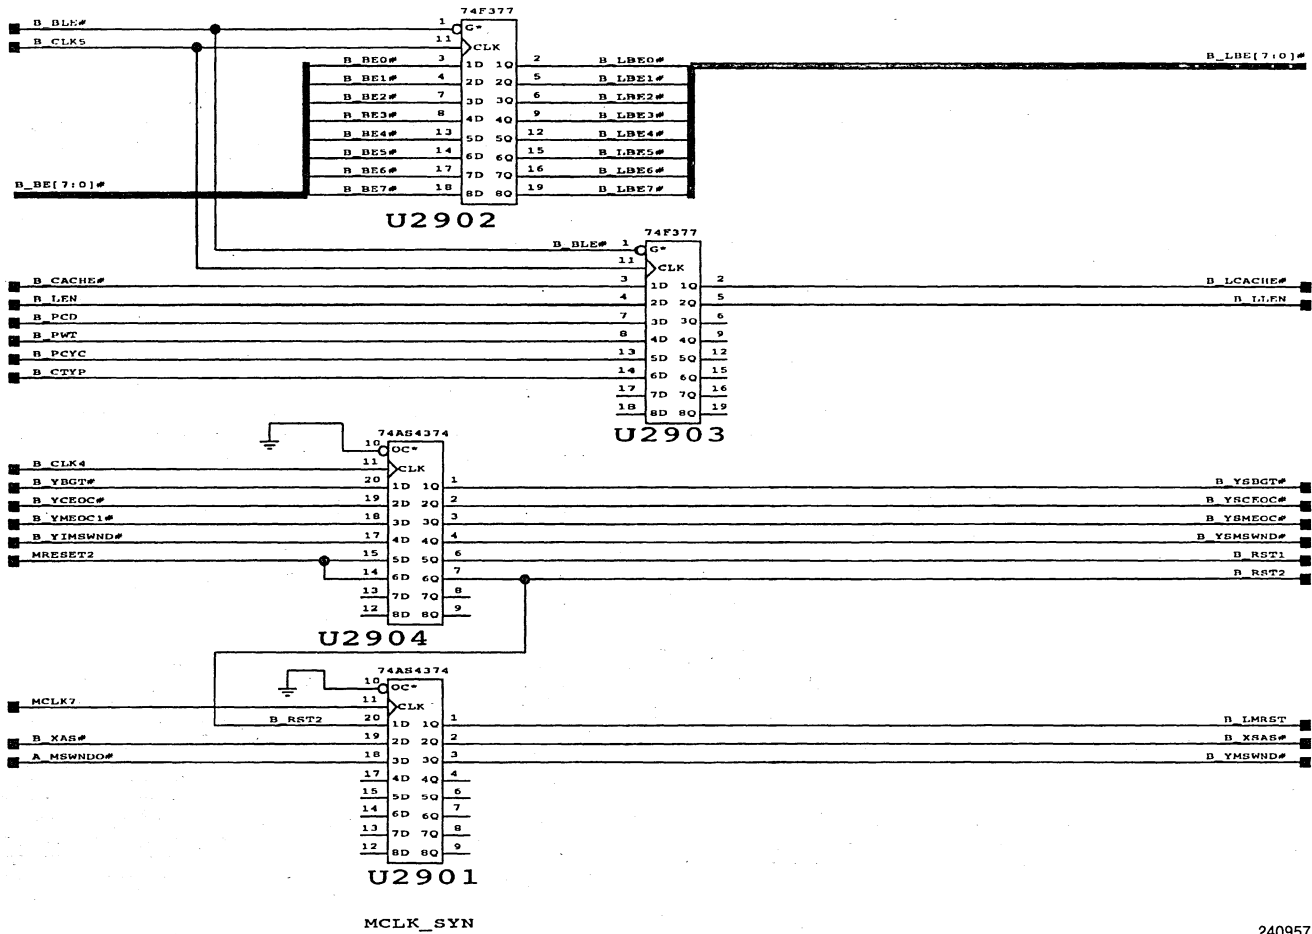 74F377
B_BLE# 1 G*
B_CLK5 11 CLK
B_BE0# 3 1D 1Q 2 B_LBE0# B_LBE[7:0]#
B_BE1# 4 2D 2Q 5 B_LBE1#
B_BE2# 7 3D 3Q 6 B_LBE2#
B_BE3# 8 4D 4Q 9 B_LBE3#
B_BE4# 13 5D 5Q 12 B_LBE4#
B_BE5# 14 6D 6Q 15 B_LBE5#
B_BE6# 17 7D 7Q 16 B_LBE6#
B_BE[7:0]# B_BE7# 18 8D 8Q 19 B_LBE7#
U2902
74F377
B_BLE# 1 G*
11 CLK
B_CACHE# 3 1D 1Q 2 B_LCACHE#
B_LEN 4 2D 2Q 5 B_LLEN
B_PCD 7 3D 3Q 6
B_PWT 8 4D 4Q 9
B_PCYC 13 5D 5Q 12
B_CTYP 14 6D 6Q 15
17 7D 7Q 16
18 8D 8Q 19
U2903
74AS4374
10 OC*
B_CLK4 11 CLK
B_YBGT# 20 1D 1Q 1 B_YSBGT#
B_YCEOC# 19 2D 2Q 2 B_YSCEOC#
B_YMEOC1# 18 3D 3Q 3 B_YSMEOC#
B_YIMSWND# 17 4D 4Q 4 B_YSMSWND#
MRESET2 15 5D 5Q 6 B_RST1
14 6D 6Q 7 B_RST2
13 7D 7Q 8
12 8D 8Q 9
U2904
74AS4374
10 OC*
MCLK7 11 CLK
B_RST2 20 1D 1Q 1 B_LMRST
B_XAS# 19 2D 2Q 2 B_XSAS#
A_MSWNDO# 18 3D 3Q 3 B_YMSWND#
17 4D 4Q 4
15 5D 5Q 6
14 6D 6Q 7
13 7D 7Q 8
12 8D 8Q 9
U2901
MCLK_SYN
240957